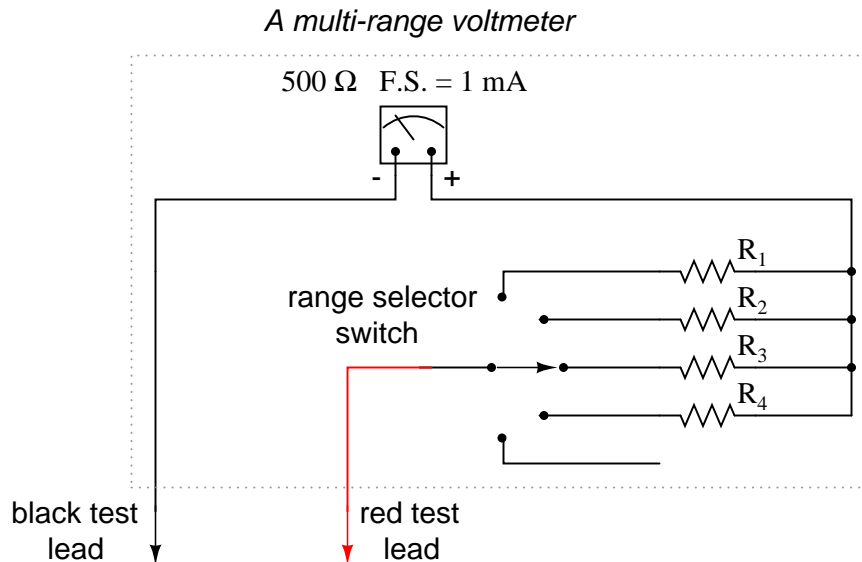 A multi-range voltmeter
500 Ω F.S. = 1 mA
- +
R1
range selector
R2
switch
R3
R4
black test
lead
red test
lead